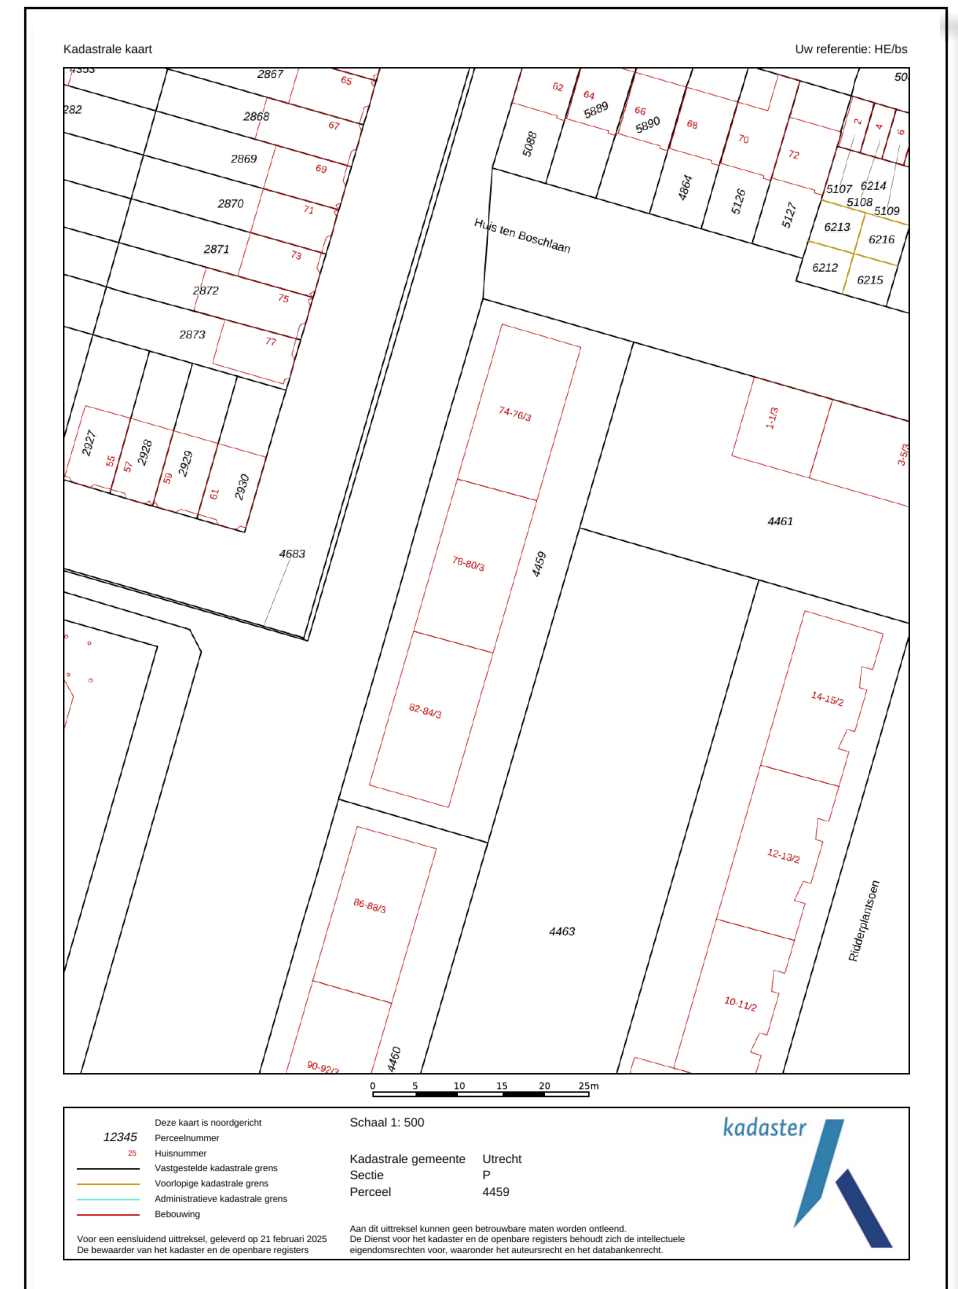 Kadastrale kaart
Uw referentie: HE/bs
4353
2867
65
62
64
5889
66
5890
68
70
72
2
4
6
282
2868
67
2869
69
5088
4864
5126
5127
5107
6214
5108
5109
2870
71
Huis ten Boschlaan
6213
6216
2871
73
6212
6215
2872
75
2873
77
74-76/3
1-1/3
3-5/3
2927
55
57
2928
59
2929
61
2930
4461
4683
78-80/3
4459
82-84/3
14-15/2
12-13/2
86-88/3
4463
Ridderplantsoen
10-11/2
90-92/3
4460
0 5 10 15 20 25m
Deze kaart is noordgericht
12345 Perceelnummer
25 Huisnummer
Vastgestelde kadastrale grens
Voorlopige kadastrale grens
Administratieve kadastrale grens
Bebouwing
Voor een eensluidend uittreksel, geleverd op 21 februari 2025
De bewaarder van het kadaster en de openbare registers
Schaal 1: 500
Kadastrale gemeente Utrecht
Sectie P
Perceel 4459
Aan dit uittreksel kunnen geen betrouwbare maten worden ontleend.
De Dienst voor het kadaster en de openbare registers behoudt zich de intellectuele
eigendomsrechten voor, waaronder het auteursrecht en het databankenrecht.
kadaster